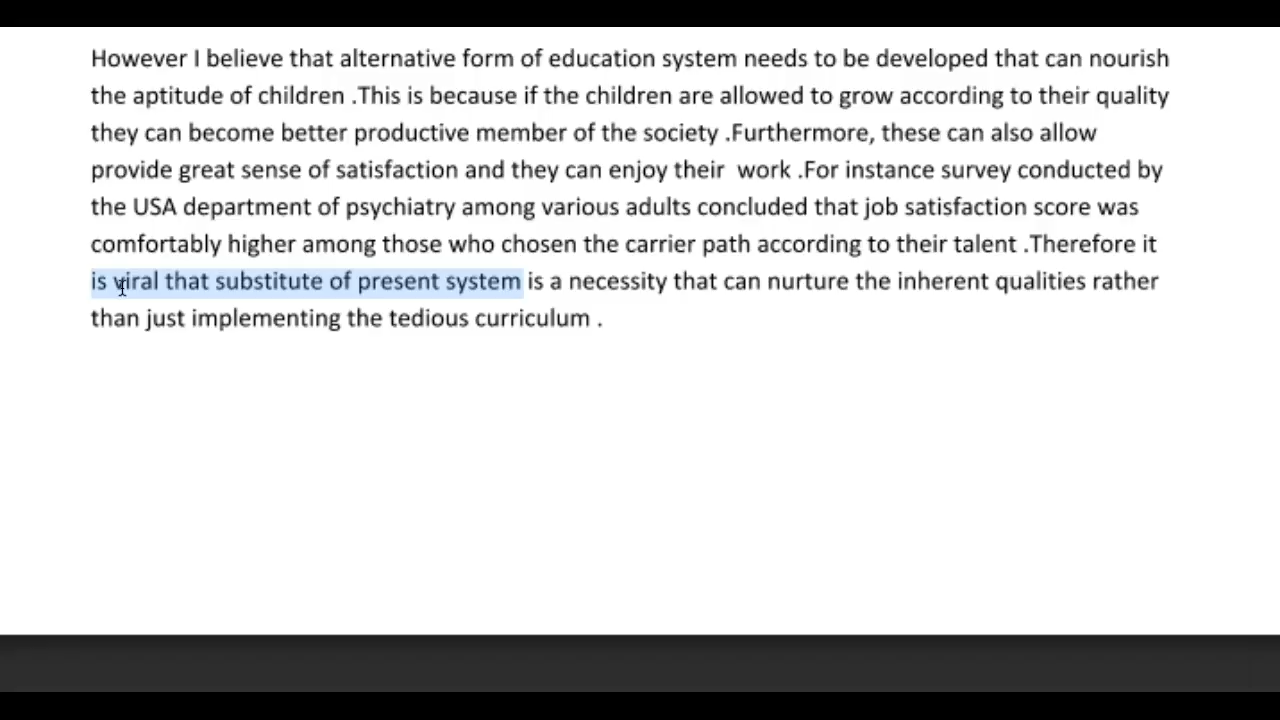 However I believe that alternative form of education system needs to be developed that can nourish
the aptitude of children .This is because if the children are allowed to grow according to their quality
they can become better productive member of the society .Furthermore, these can also allow
provide great sense of satisfaction and they can enjoy their  work .For instance survey conducted by
the USA department of psychiatry among various adults concluded that job satisfaction score was
comfortably higher among those who chosen the carrier path according to their talent .Therefore it
is viral that substitute of present system is a necessity that can nurture the inherent qualities rather
than just implementing the tedious curriculum .